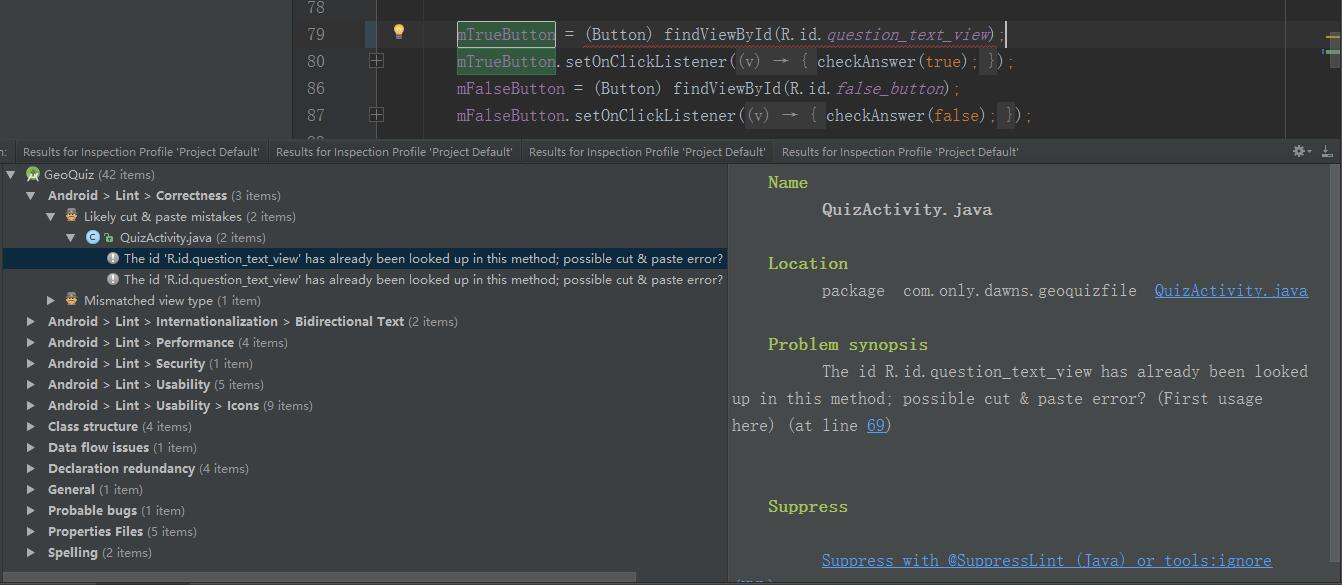 78
79 mTrueButton = (Button) findViewById(R.id.question_text_view);
80 mTrueButton.setOnClickListener((v) → { checkAnswer(true); });
86 mFalseButton = (Button) findViewById(R.id.false_button);
87 mFalseButton.setOnClickListener((v) → { checkAnswer(false); });
n: Results for Inspection Profile 'Project Default' Results for Inspection Profile 'Project Default' Results for Inspection Profile 'Project Default' Results for Inspection Profile 'Project Default'
GeoQuiz (42 items)
Android > Lint > Correctness (3 items)
Likely cut & paste mistakes (2 items)
QuizActivity.java (2 items)
The id 'R.id.question_text_view' has already been looked up in this method; possible cut & paste error?
The id 'R.id.question_text_view' has already been looked up in this method; possible cut & paste error?
Mismatched view type (1 item)
Android > Lint > Internationalization > Bidirectional Text (2 items)
Android > Lint > Performance (4 items)
Android > Lint > Security (1 item)
Android > Lint > Usability (5 items)
Android > Lint > Usability > Icons (9 items)
Class structure (4 items)
Data flow issues (1 item)
Declaration redundancy (4 items)
General (1 item)
Probable bugs (1 item)
Properties Files (5 items)
Spelling (2 items)
Name
QuizActivity.java
Location
package com.only.dawns.geoquizfile QuizActivity.java
Problem synopsis
The id R.id.question_text_view has already been looked
up in this method; possible cut & paste error? (First usage
here) (at line 69)
Suppress
Suppress with @SuppressLint (Java) or tools:ignore